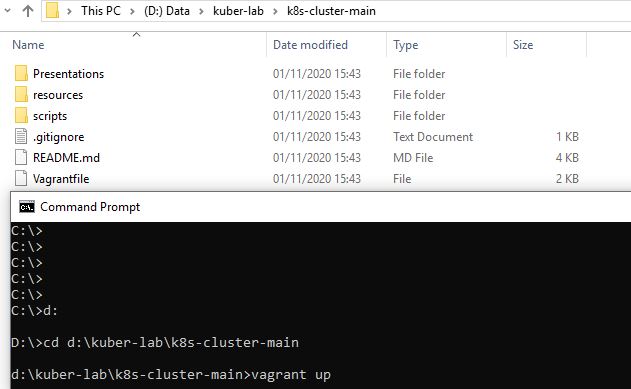 This PC > (D:) Data > kuber-lab > k8s-cluster-main
Name Date modified Type Size
Presentations 01/11/2020 15:43 File folder
resources 01/11/2020 15:43 File folder
scripts 01/11/2020 15:43 File folder
.gitignore 01/11/2020 15:43 Text Document 1 KB
README.md 01/11/2020 15:43 MD File 4 KB
Vagrantfile 01/11/2020 15:43 File 2 KB
Command Prompt
C:\>
C:\>
C:\>
C:\>
C:\>
C:\>d:
D:\>cd d:\kuber-lab\k8s-cluster-main
d:\kuber-lab\k8s-cluster-main>vagrant up